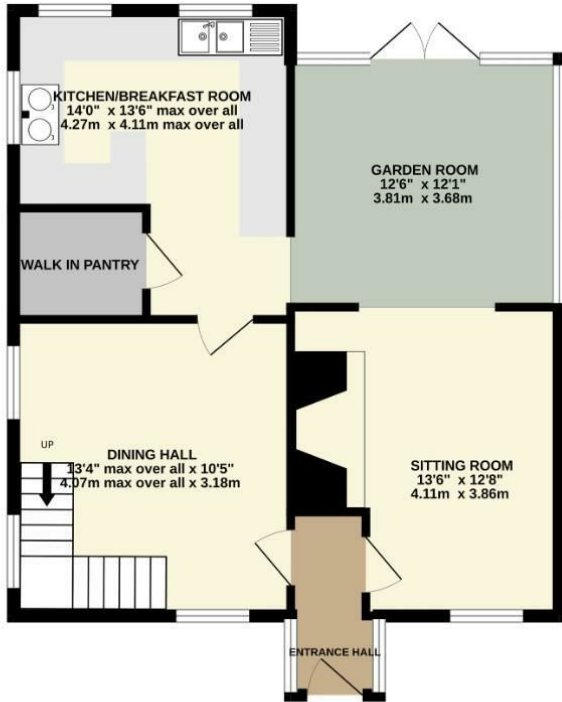 KITCHEN/BREAKFAST ROOM
14'0" x 13'6" max over all
4.27m x 4.11m max over all
GARDEN ROOM
12'6" x 12'1"
3.81m x 3.68m
WALK IN PANTRY
UP
DINING HALL
13'4" max over all x 10'5"
4.07m max over all x 3.18m
SITTING ROOM
13'6" x 12'8"
4.11m x 3.86m
ENTRANCE HALL